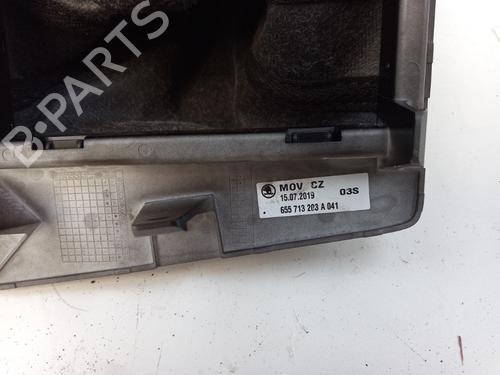 B-PARTS
MOV CZ
15.07.2019
03S
655 713 203 A 041